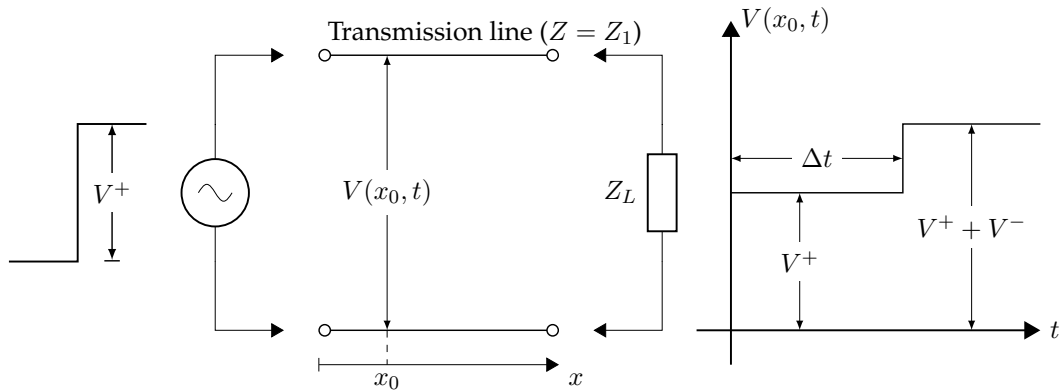 Transmission line (Z = Z₁)
V⁺
V(x₀, t)
Z_L
x₀
x
V(x₀, t)
Δt
V⁺
V⁺ + V⁻
t